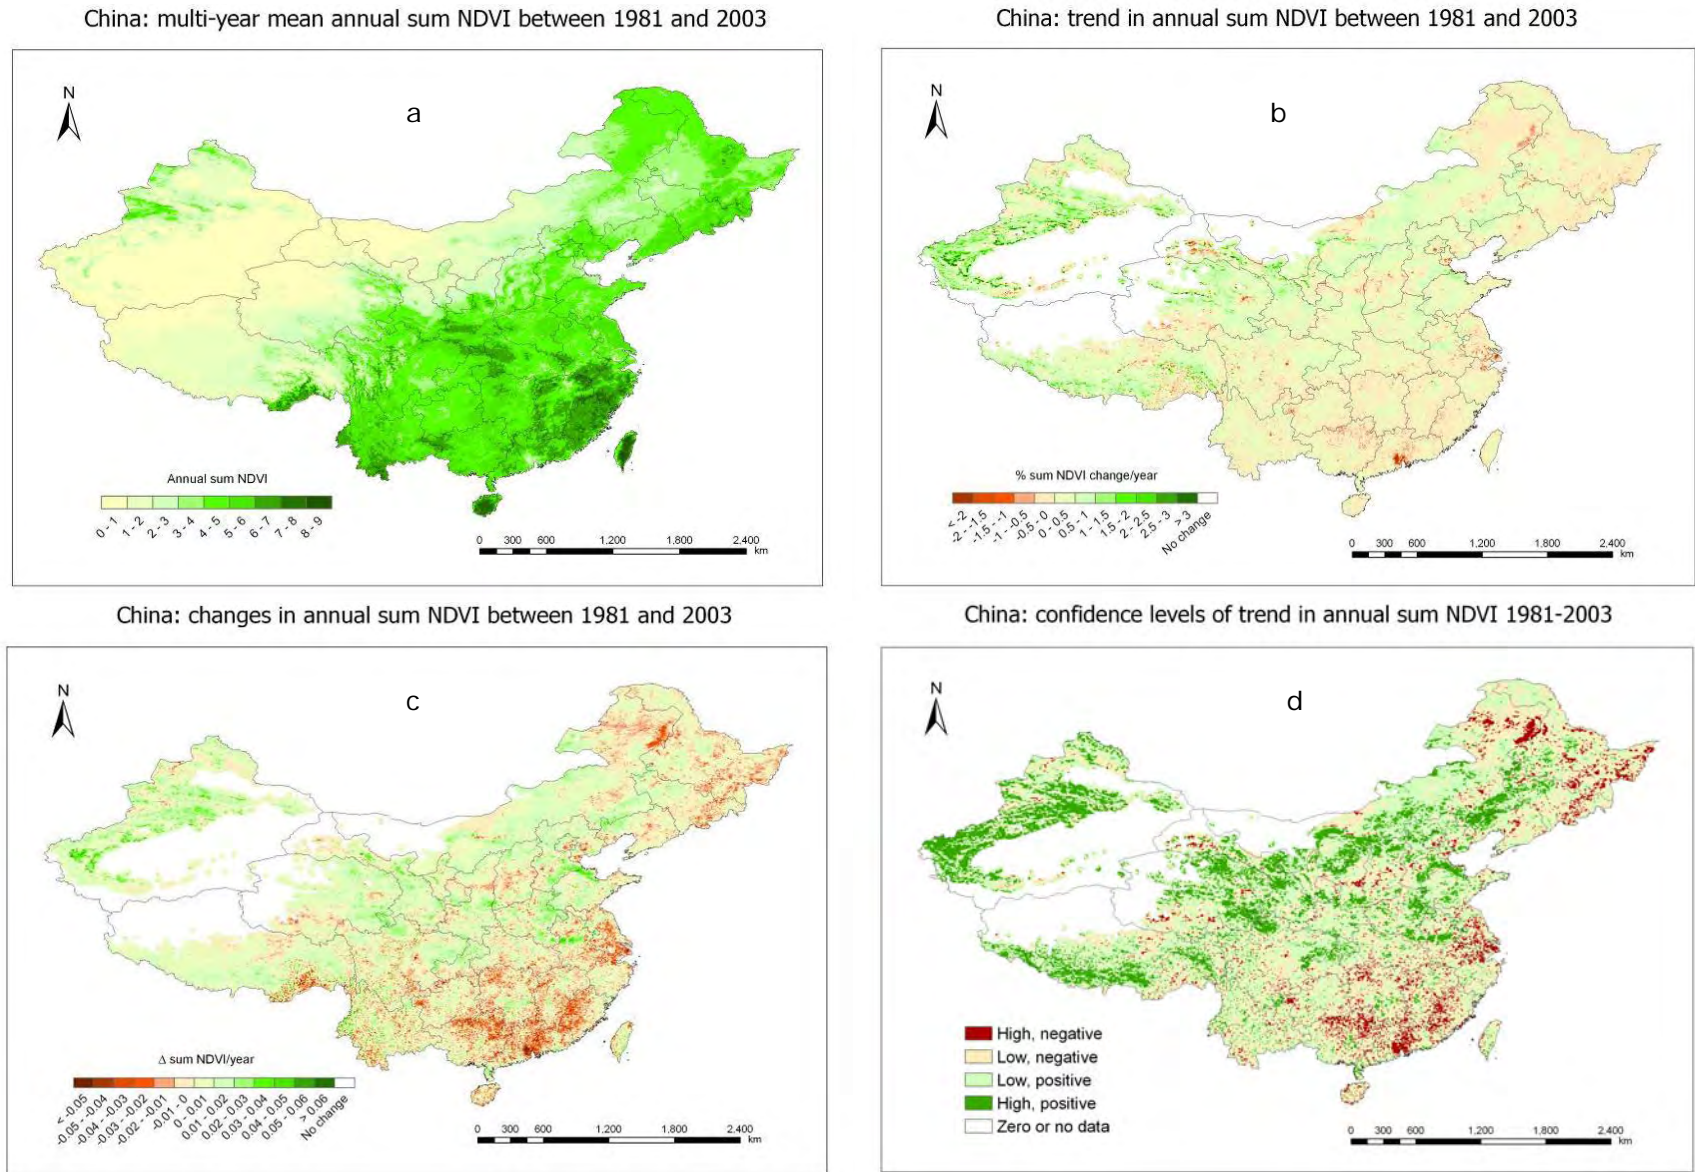 China: multi-year mean annual sum NDVI between 1981 and 2003
N
a
Annual sum NDVI
0 - 1
1 - 2
2 - 3
3 - 4
4 - 5
5 - 6
6 - 7
7 - 8
8 - 9
0 300 600 1,200 1,800 2,400
km
China: trend in annual sum NDVI between 1981 and 2003
N
b
% sum NDVI change/year
< -2
-2 - -1.5
-1.5 - -1
-1 - -0.5
-0.5 - 0
0 - 0.5
0.5 - 1
1 - 1.5
1.5 - 2
2 - 2.5
2.5 - 3
> 3
No change
0 300 600 1,200 1,800 2,400
km
China: changes in annual sum NDVI between 1981 and 2003
N
c
Δ sum NDVI/year
< -0.05
-0.05 - -0.04
-0.04 - -0.03
-0.03 - -0.02
-0.02 - -0.01
-0.01 - 0
0 - 0.01
0.01 - 0.02
0.02 - 0.03
0.03 - 0.04
0.04 - 0.05
0.05 - 0.06
> 0.06
No change
0 300 600 1,200 1,800 2,400
km
China: confidence levels of trend in annual sum NDVI 1981-2003
N
d
High, negative
Low, negative
Low, positive
High, positive
Zero or no data
0 300 600 1,200 1,800 2,400
km